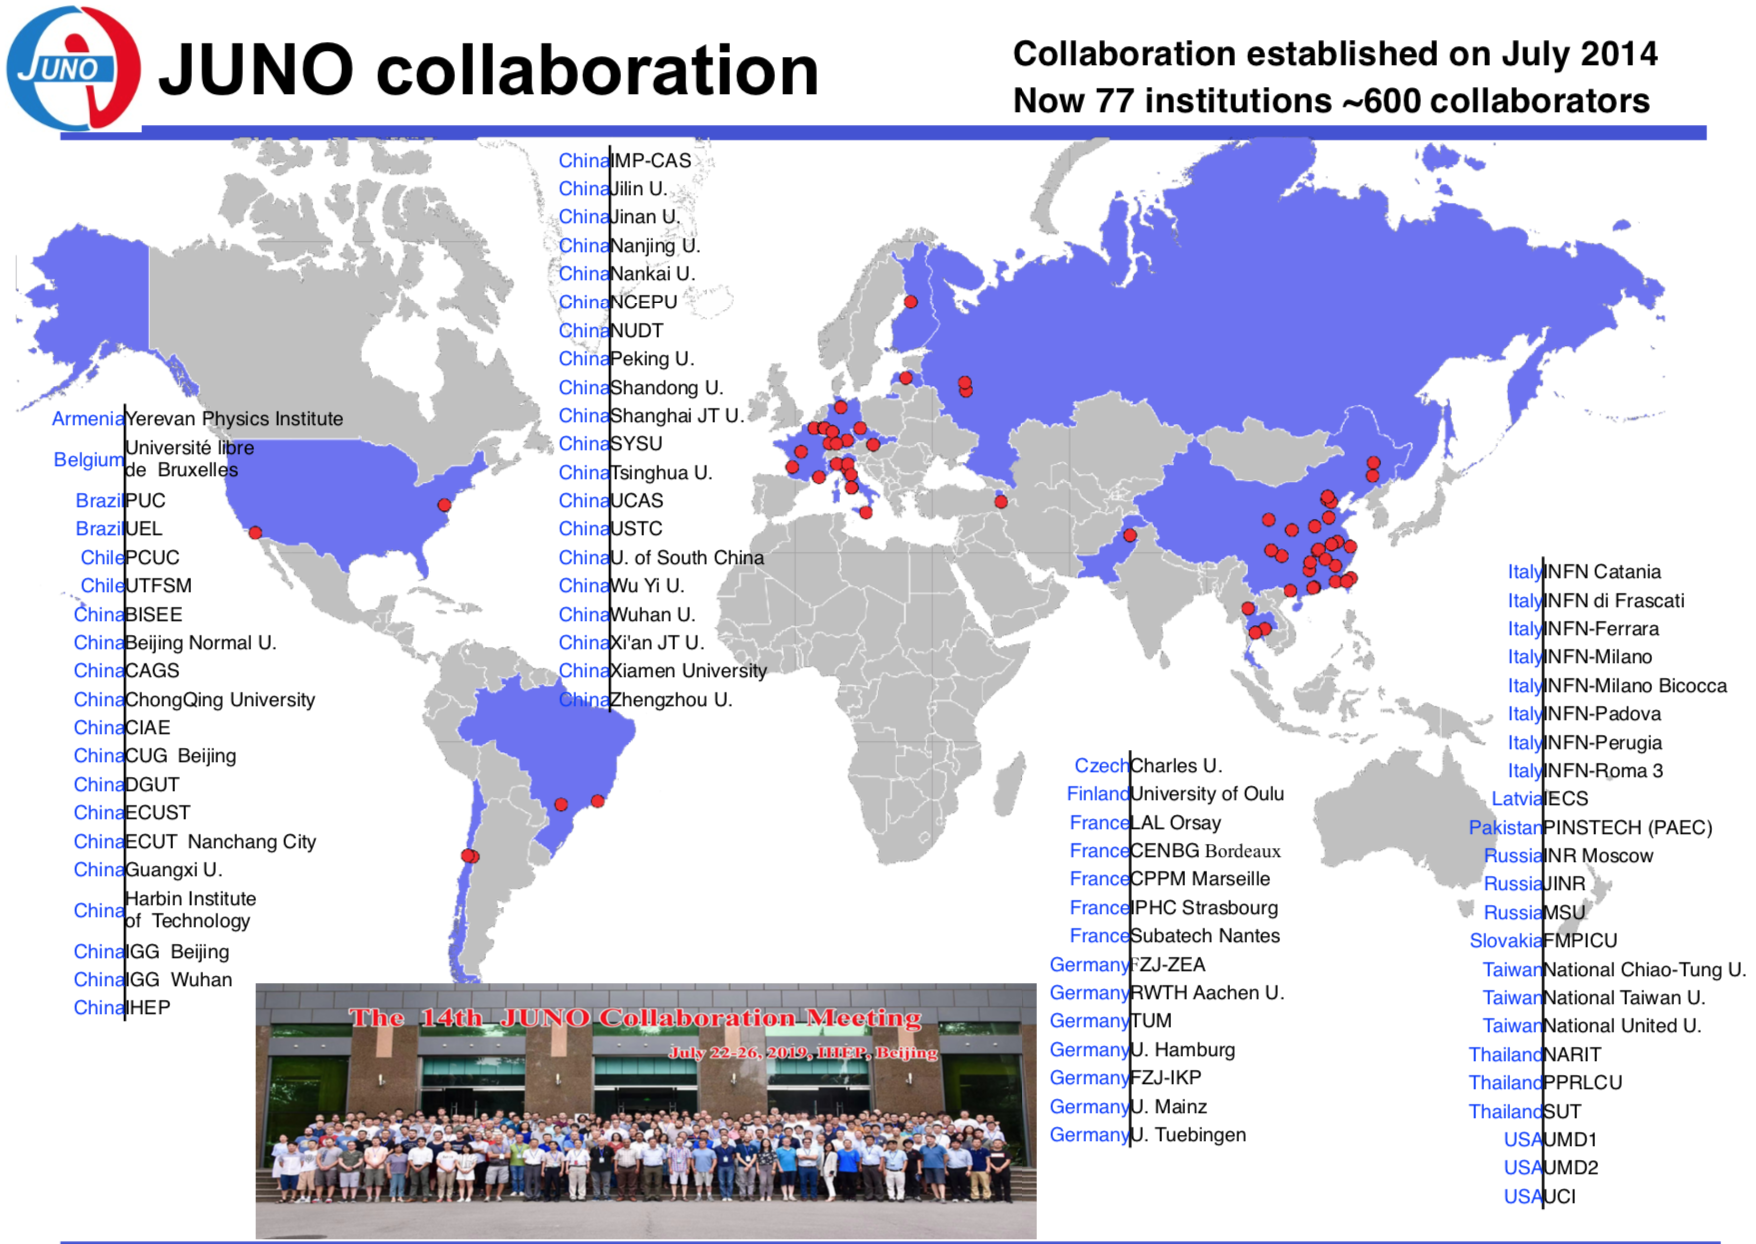 JUNO
JUNO collaboration
Collaboration established on July 2014
Now 77 institutions ~600 collaborators
Armenia Yerevan Physics Institute
Belgium Université libre
de Bruxelles
Brazil PUC
Brazil UEL
Chile PCUC
Chile UTFSM
China BISEE
China Beijing Normal U.
China CAGS
China ChongQing University
China CIAE
China CUG Beijing
China DGUT
China ECUST
China ECUT Nanchang City
China Guangxi U.
China Harbin Institute
of Technology
China IGG Beijing
China IGG Wuhan
China IHEP
China IMP-CAS
China Jilin U.
China Jinan U.
China Nanjing U.
China Nankai U.
China NCEPU
China NUDT
China Peking U.
China Shandong U.
China Shanghai JT U.
China SYSU
China Tsinghua U.
China UCAS
China USTC
China U. of South China
China Wu Yi U.
China Wuhan U.
China Xi'an JT U.
China Xiamen University
China Zhengzhou U.
Czech Charles U.
Finland University of Oulu
France LAL Orsay
France CENBG Bordeaux
France CPPM Marseille
France IPHC Strasbourg
France Subatech Nantes
Germany FZJ-ZEA
Germany RWTH Aachen U.
Germany TUM
Germany U. Hamburg
Germany FZJ-IKP
Germany U. Mainz
Germany U. Tuebingen
Italy INFN Catania
Italy INFN di Frascati
Italy INFN-Ferrara
Italy INFN-Milano
Italy INFN-Milano Bicocca
Italy INFN-Padova
Italy INFN-Perugia
Italy INFN-Roma 3
Latvia IECS
Pakistan PINSTECH (PAEC)
Russia INR Moscow
Russia JINR
Russia MSU
Slovakia FMPICU
Taiwan National Chiao-Tung U.
Taiwan National Taiwan U.
Taiwan National United U.
Thailand NARIT
Thailand PPRLCU
Thailand SUT
USA UMD1
USA UMD2
USA UCI
The 14th JUNO Collaboration Meeting
July 22-26, 2019, IHEP, Beijing